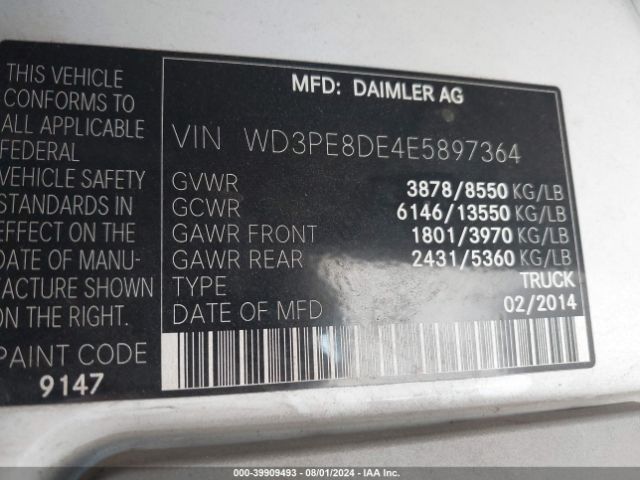 THIS VEHICLE
CONFORMS TO
ALL APPLICABLE
FEDERAL
VEHICLE SAFETY
STANDARDS IN
EFFECT ON THE
DATE OF MANU-
FACTURE SHOWN
ON THE RIGHT.
PAINT CODE
9147
MFD: DAIMLER AG
VIN WD3PE8DE4E5897364
GVWR 3878/8550 KG/LB
GCWR 6146/13550 KG/LB
GAWR FRONT 1801/3970 KG/LB
GAWR REAR 2431/5360 KG/LB
TYPE TRUCK
DATE OF MFD 02/2014
000-39909493 - 08/01/2024 - IAA Inc.